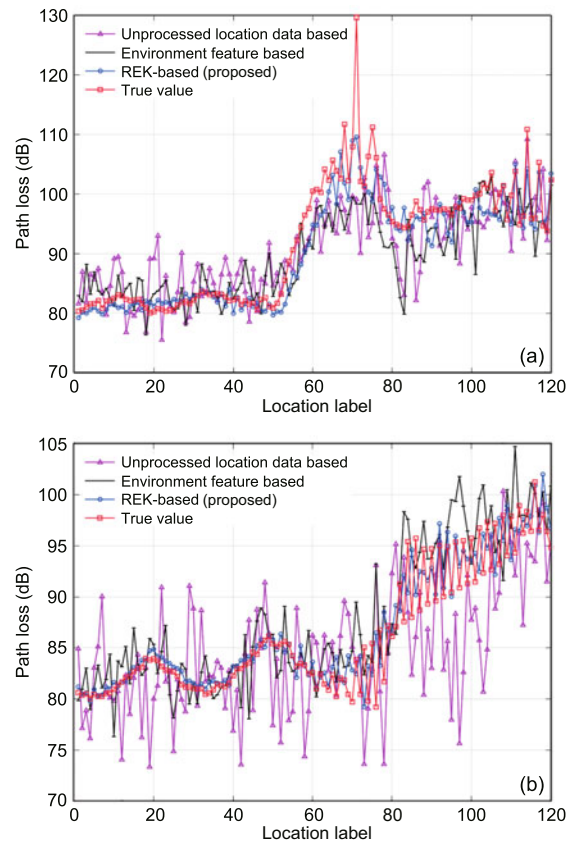 130
120
110
100
90
80
70
Path loss (dB)
Unprocessed location data based
Environment feature based
REK-based (proposed)
True value
(a)
0 20 40 60 80 100 120
Location label
105
100
95
90
85
80
75
70
Path loss (dB)
Unprocessed location data based
Environment feature based
REK-based (proposed)
True value
(b)
0 20 40 60 80 100 120
Location label